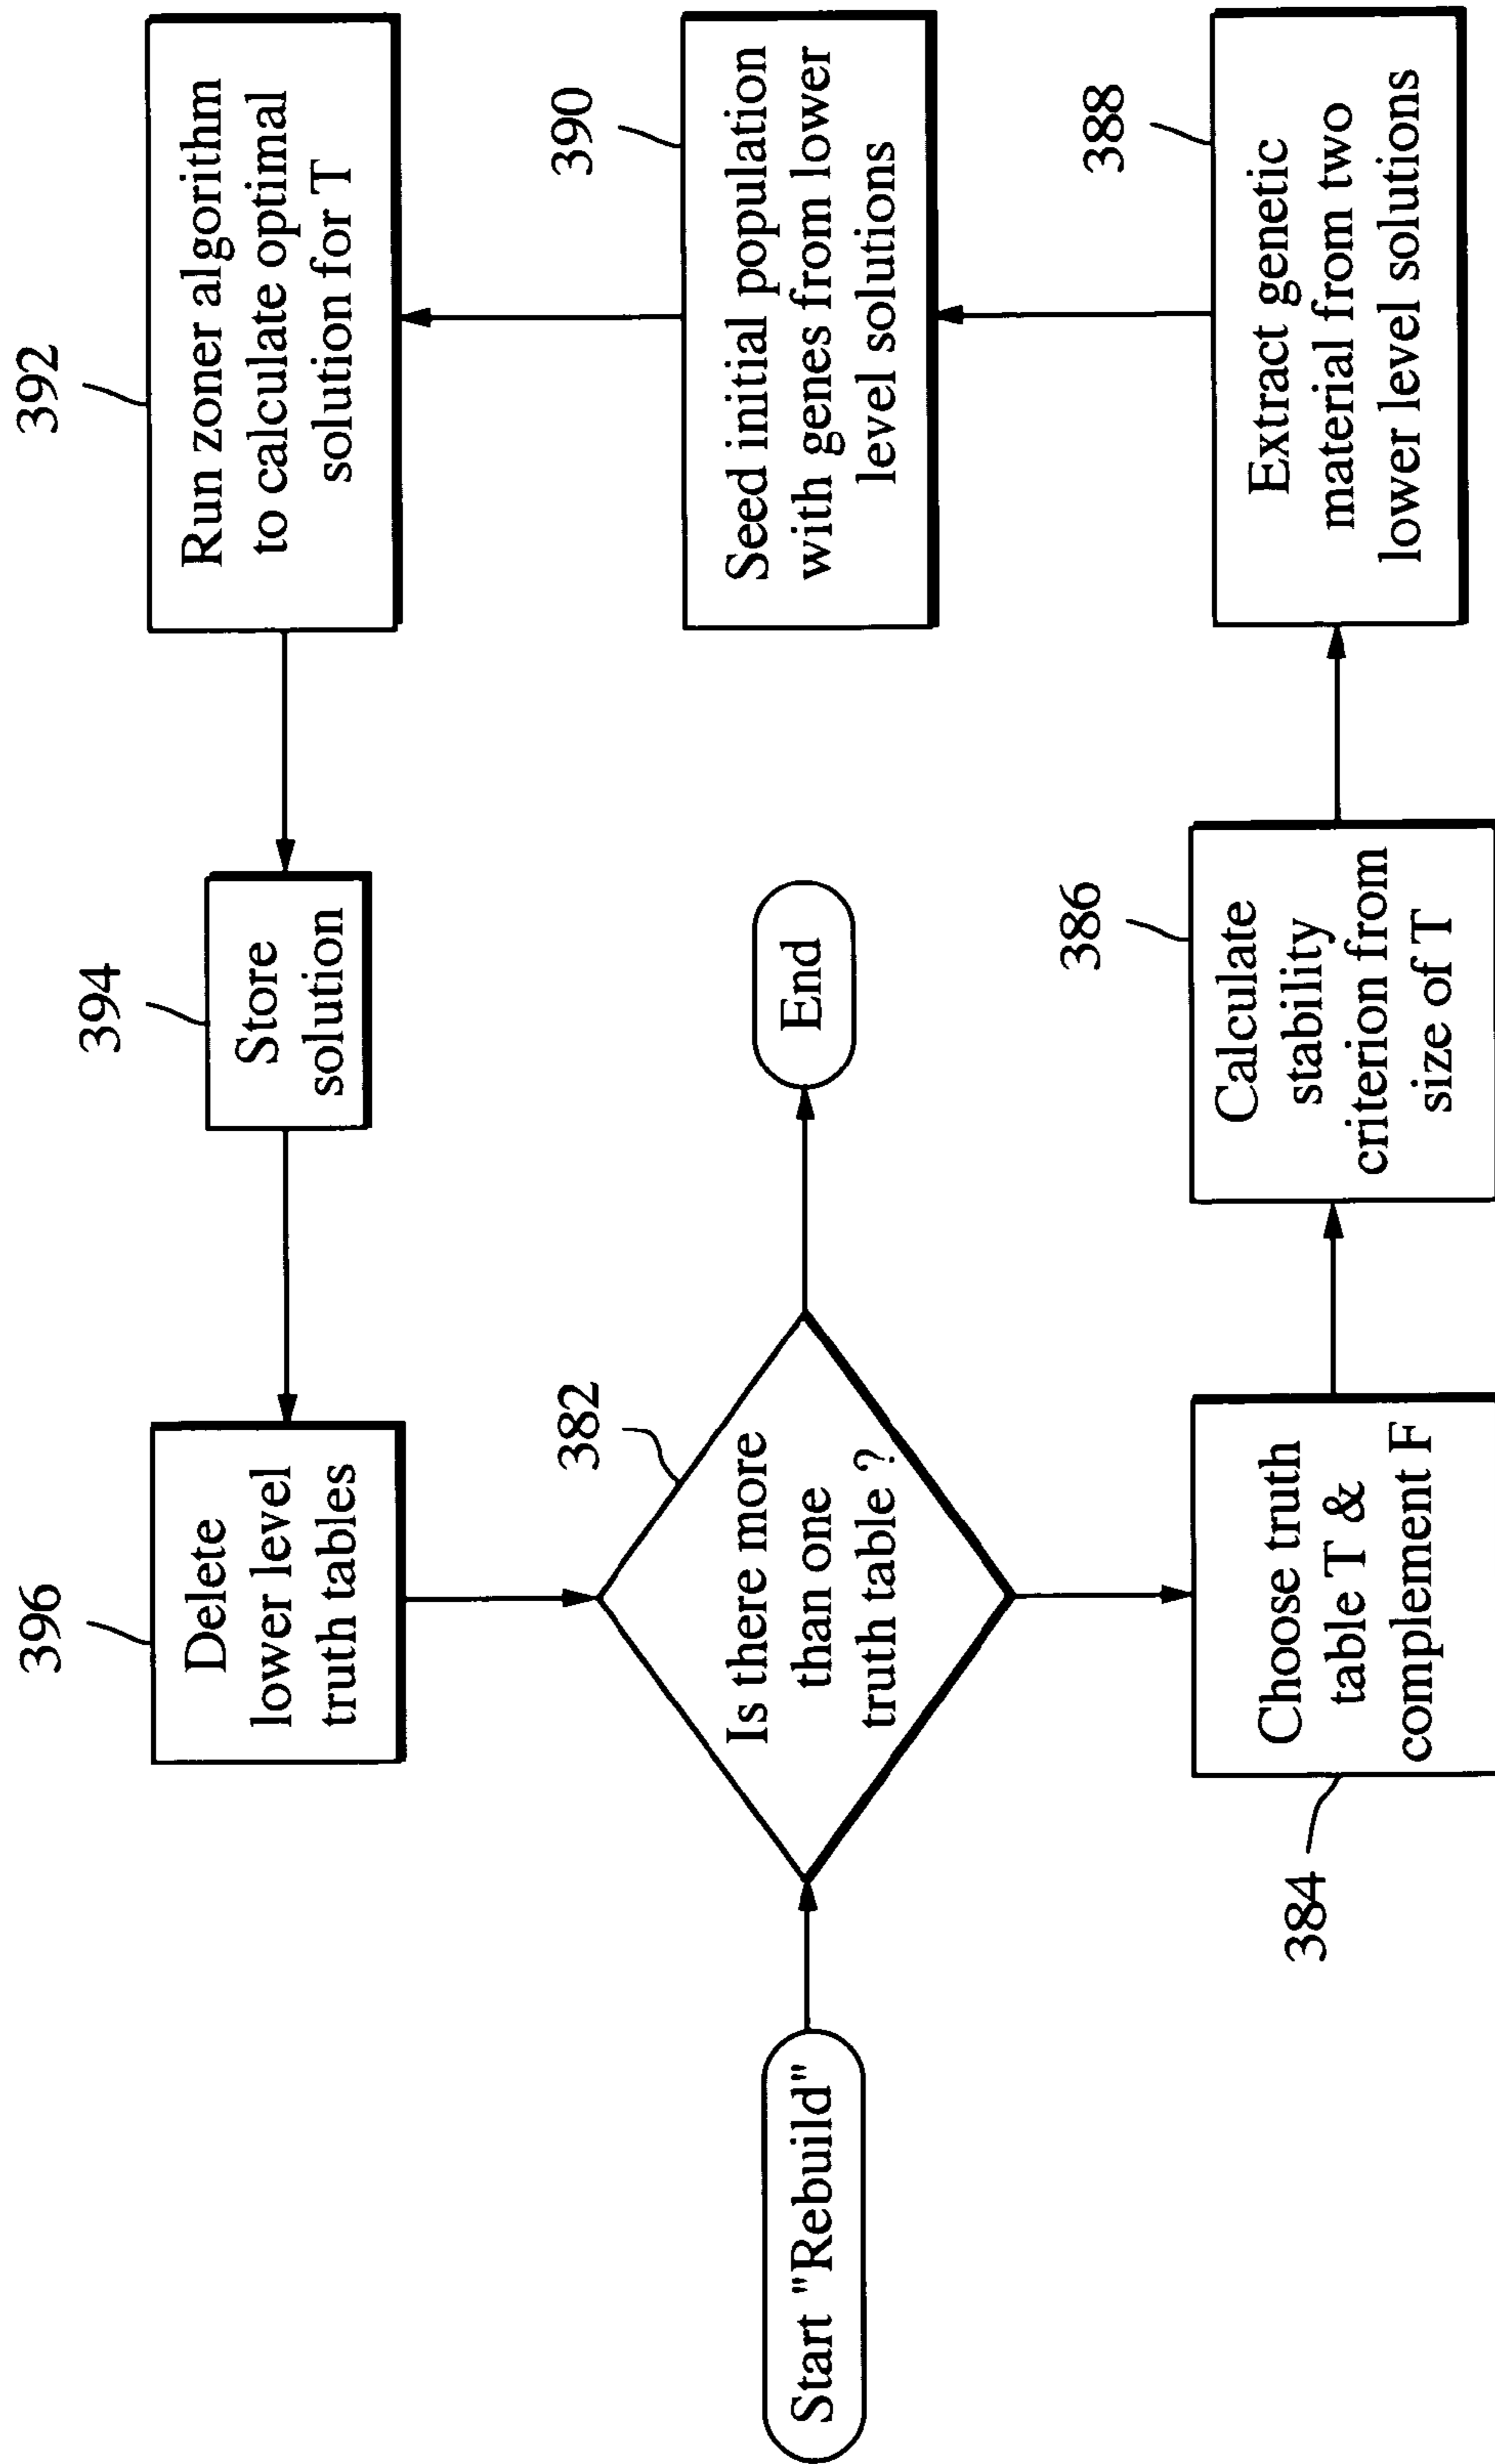 Start "Rebuild"
382
Is there more
than one
truth table ?
End
384
Choose truth
table T &
complement F
386
Calculate
stability
criterion from
size of T
388
Extract genetic
material from two
lower level solutions
390
Seed initial population
with genes from lower
level solutions
392
Run zoner algorithm
to calculate optimal
solution for T
394
Store
solution
396
Delete
lower level
truth tables